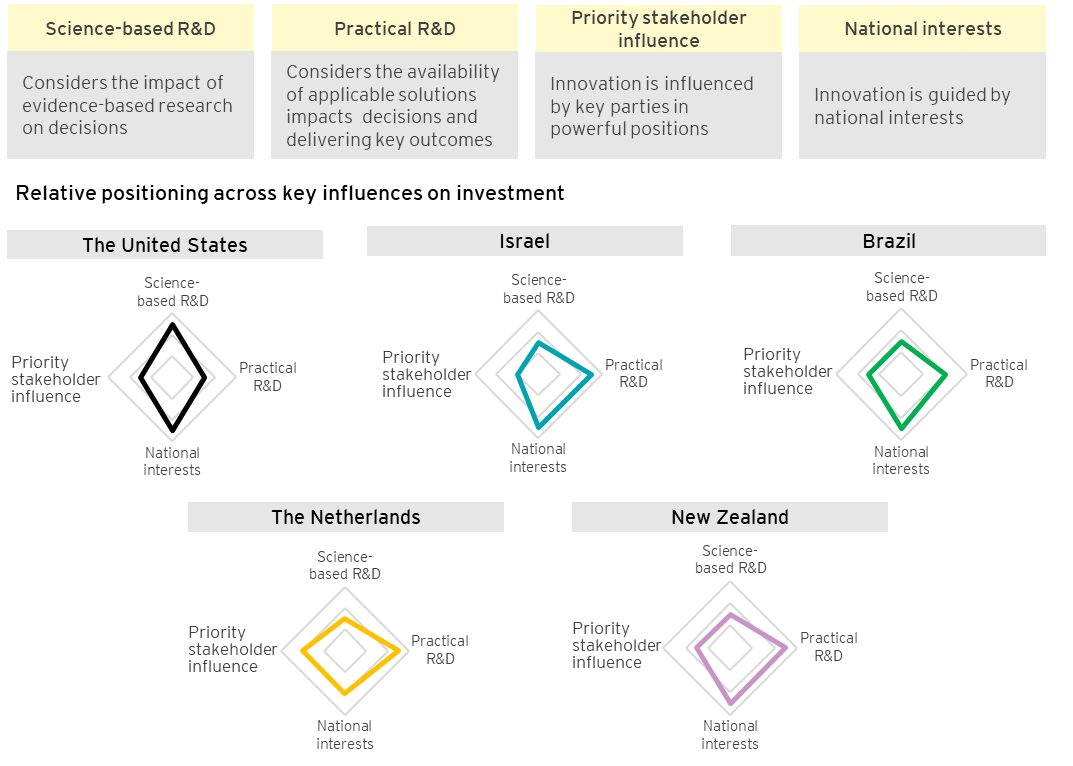 Science-based R&D
Practical R&D
Priority stakeholder
influence
National interests
Considers the impact of
evidence-based research
on decisions
Considers the availability
of applicable solutions
impacts decisions and
delivering key outcomes
Innovation is influenced
by key parties in
powerful positions
Innovation is guided by
national interests
Relative positioning across key influences on investment
The United States
Science-
based R&D
Priority
stakeholder
influence
Practical
R&D
National
interests
Israel
Science-
based R&D
Priority
stakeholder
influence
Practical
R&D
National
interests
Brazil
Science-
based R&D
Priority
stakeholder
influence
Practical
R&D
National
interests
The Netherlands
Science-
based R&D
Priority
stakeholder
influence
Practical
R&D
National
interests
New Zealand
Science-
based R&D
Priority
stakeholder
influence
Practical
R&D
National
interests